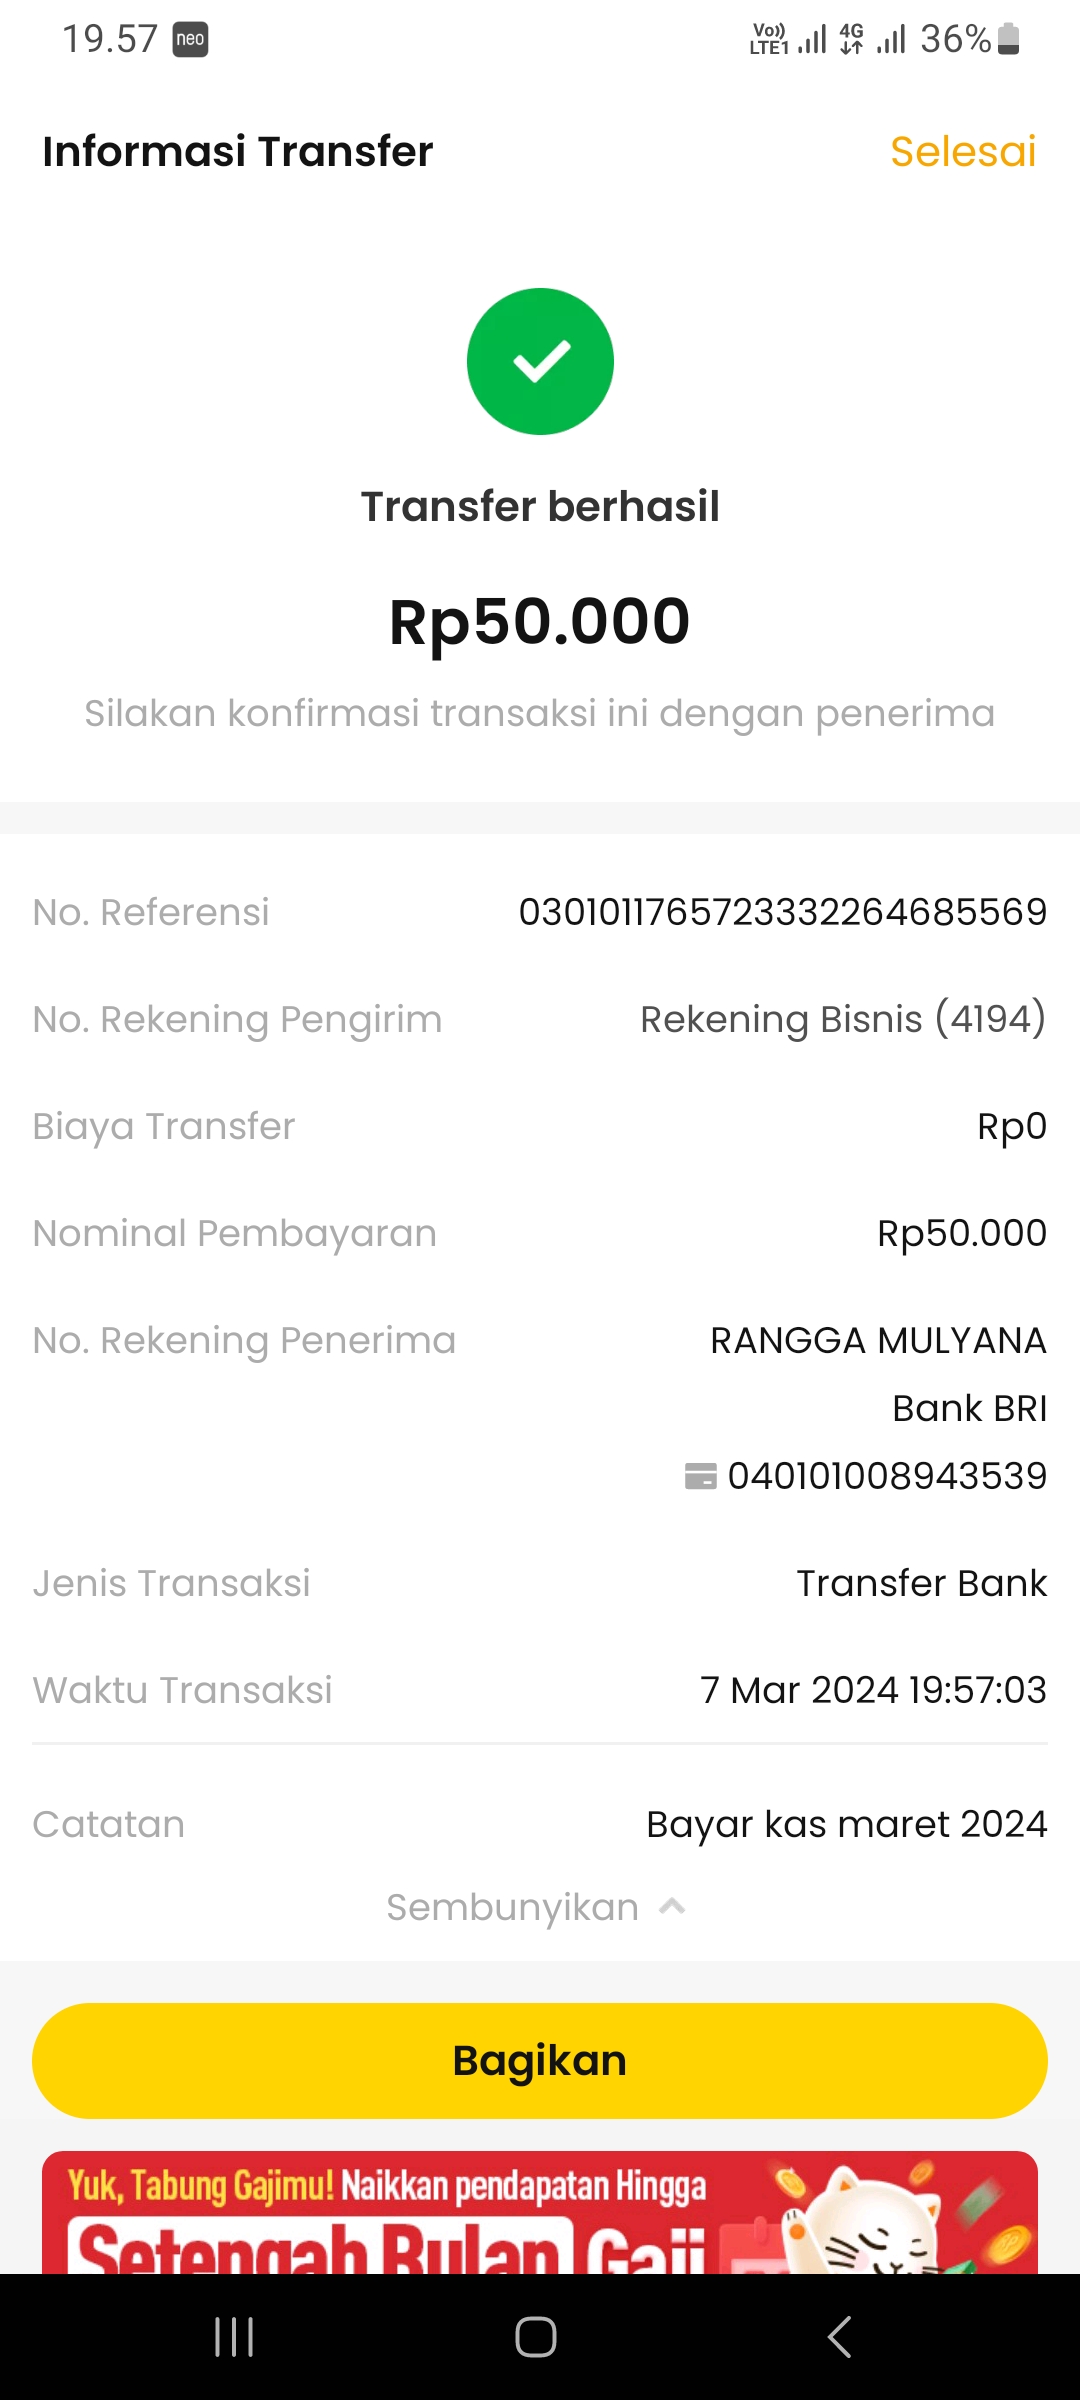 19.57 neo Vo)) LTE1 4G 36%
Informasi Transfer Selesai
Transfer berhasil
Rp50.000
Silakan konfirmasi transaksi ini dengan penerima
No. Referensi 0301011765723332264685569
No. Rekening Pengirim Rekening Bisnis (4194)
Biaya Transfer Rp0
Nominal Pembayaran Rp50.000
No. Rekening Penerima RANGGA MULYANA
Bank BRI
040101008943539
Jenis Transaksi Transfer Bank
Waktu Transaksi 7 Mar 2024 19:57:03
Catatan Bayar kas maret 2024
Sembunyikan
Bagikan
Yuk, Tabung Gajimu! Naikkan pendapatan Hingga
Setengah Bulan Gaji